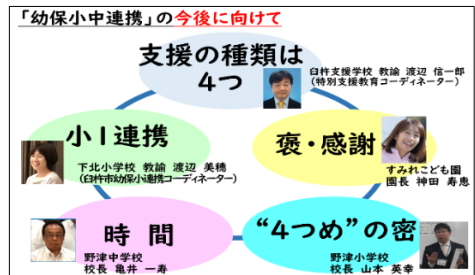 「幼保小中連携」の今後に向けて
支援の種類は
4つ
臼杵支援学校 教諭 渡辺 信一郎
(特別支援教育コーディネーター)
小1連携
下北小学校 教諭 渡辺 美穂
(臼杵市幼保小連携コーディネーター)
褒・感謝
すみれこども園
園長 神田 寿恵
時間
野津中学校
校長 亀井 一寿
“4つめ”の密
野津小学校
校長 山本 英幸